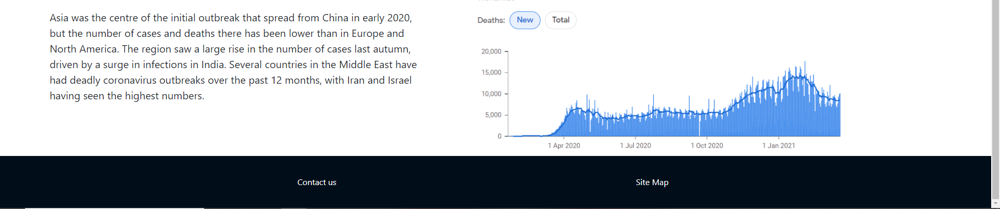 Asia was the centre of the initial outbreak that spread from China in early 2020,
but the number of cases and deaths there has been lower than in Europe and
North America. The region saw a large rise in the number of cases last autumn,
driven by a surge in infections in India. Several countries in the Middle East have
had deadly coronavirus outbreaks over the past 12 months, with Iran and Israel
having seen the highest numbers.
Deaths: New Total
20,000
15,000
10,000
5,000
0
1 Apr 2020 1 Jul 2020 1 Oct 2020 1 Jan 2021
Contact us Site Map